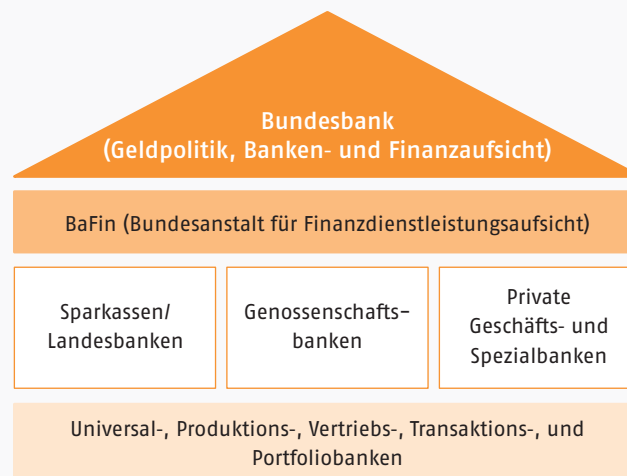 Bundesbank
(Geldpolitik, Banken- und Finanzaufsicht)
BaFin (Bundesanstalt für Finanzdienstleistungsaufsicht)
Sparkassen/
Landesbanken
Genossenschafts-
banken
Private
Geschäfts- und
Spezialbanken
Universal-, Produktions-, Vertriebs-, Transaktions-, und
Portfoliobanken